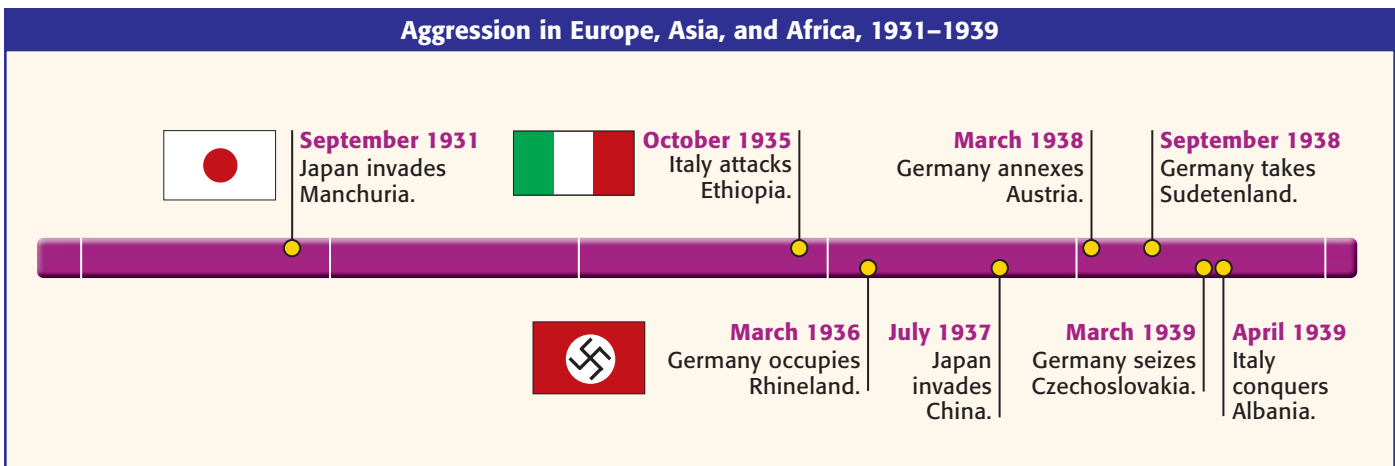 Aggression in Europe, Asia, and Africa, 1931–1939
September 1931
Japan invades
Manchuria.
October 1935
Italy attacks
Ethiopia.
March 1938
Germany annexes
Austria.
September 1938
Germany takes
Sudetenland.
March 1936
Germany occupies
Rhineland.
July 1937
Japan
invades
China.
March 1939
Germany seizes
Czechoslovakia.
April 1939
Italy
conquers
Albania.